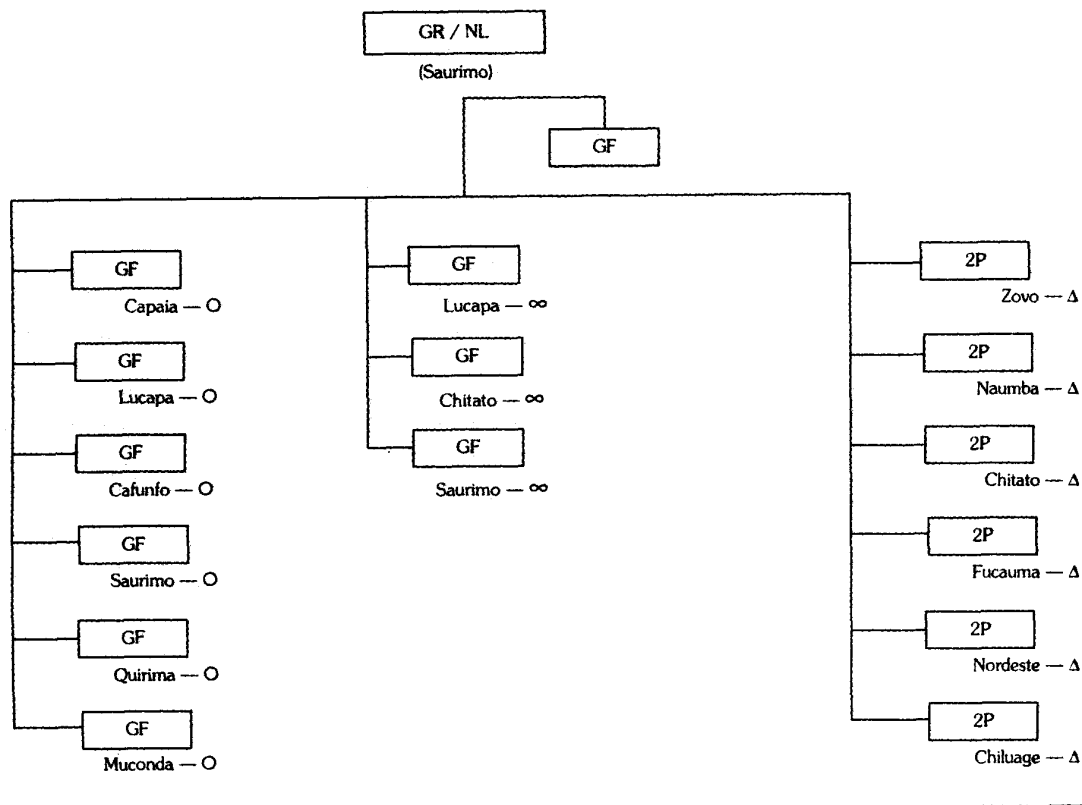 GR / NL
(Saurimo)
GF
GF
Capaia — O
GF
Lucapa — O
GF
Cafunfo — O
GF
Saurimo — O
GF
Quirima — O
GF
Muconda — O
GF
Lucapa — ∞
GF
Chitato — ∞
GF
Saurimo — ∞
2P
Zovo — Δ
2P
Naumba — Δ
2P
Chitato — Δ
2P
Fucauma — Δ
2P
Nordeste — Δ
2P
Chiluage — Δ